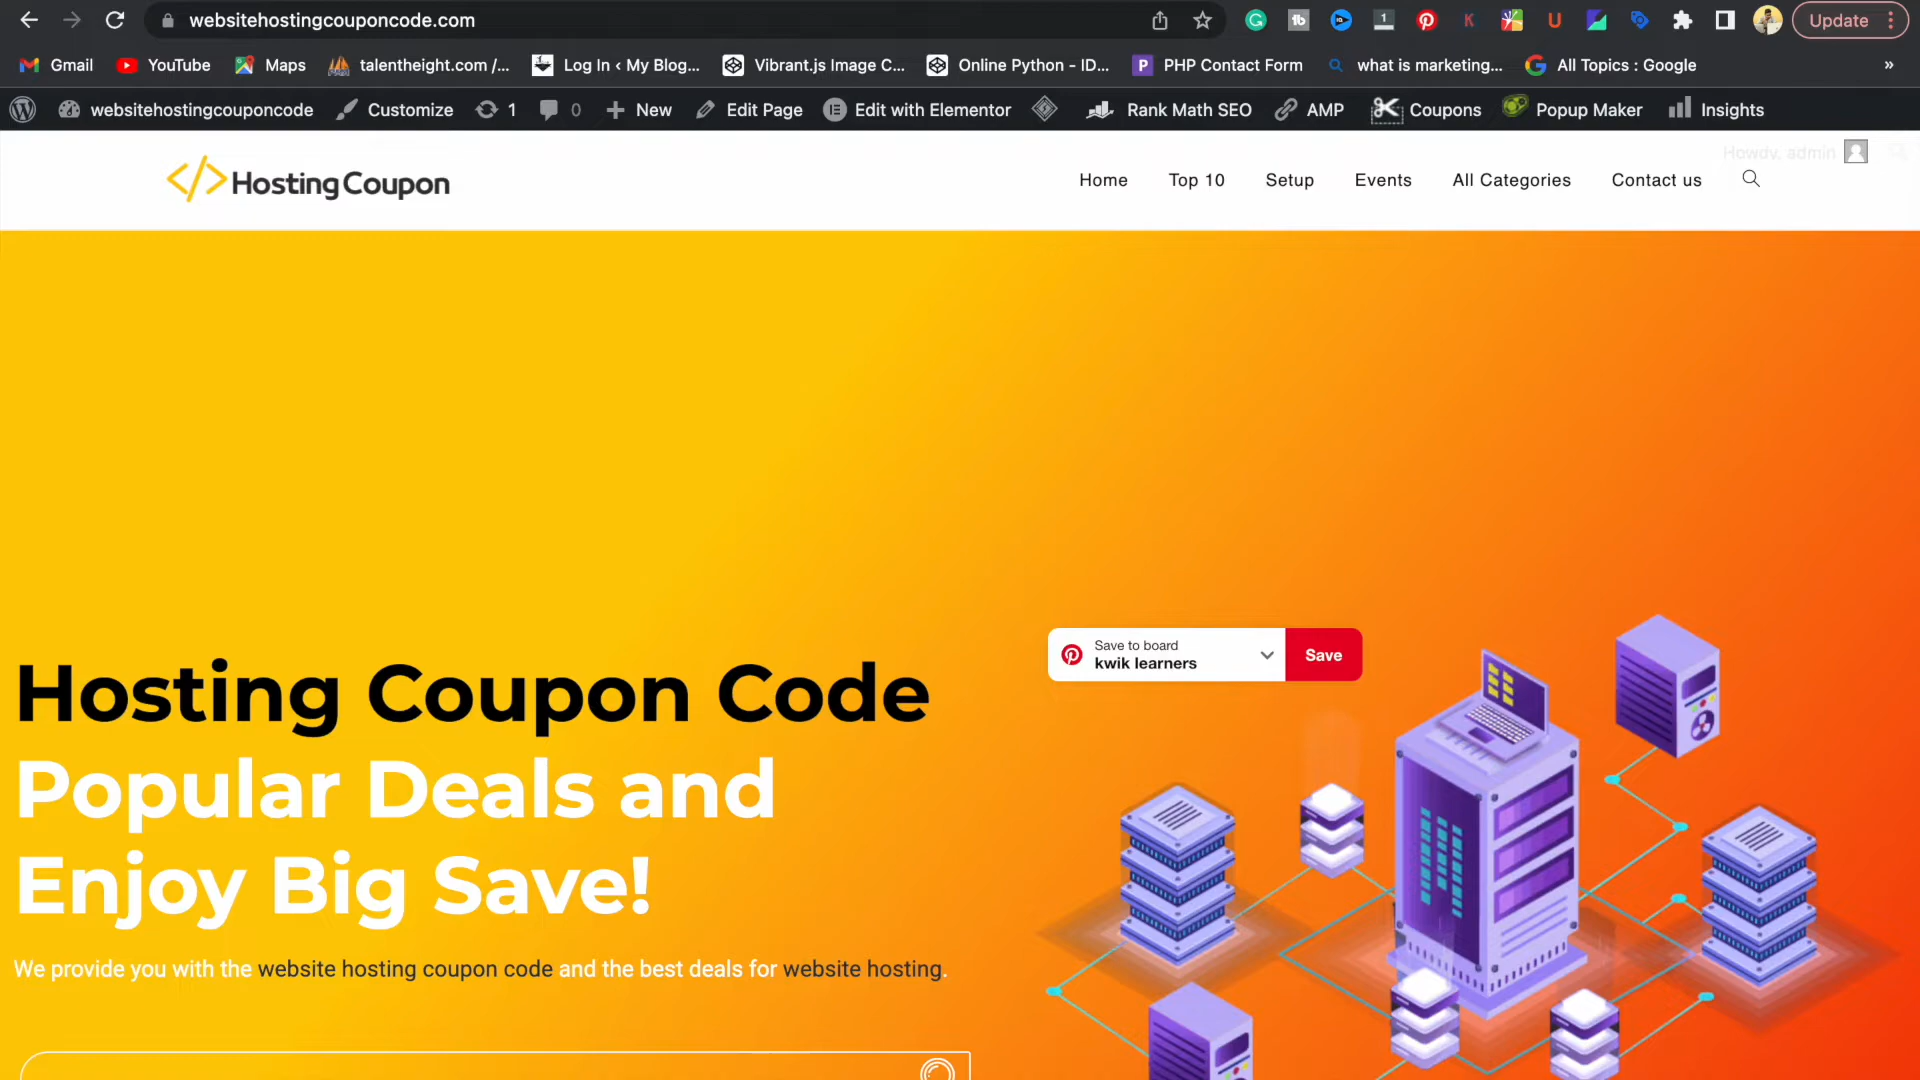 websitehostingcouponcode.com
Update
Gmail YouTube Maps talentheight.com /... Log In ‹ My Blog... Vibrant.js Image C... Online Python - ID... PHP Contact Form what is marketing... All Topics : Google »
websitehostingcouponcode Customize 1 0 New Edit Page Edit with Elementor Rank Math SEO AMP Coupons Popup Maker Insights
Howdy, admin
</> HostingCoupon Home Top 10 Setup Events All Categories Contact us
Save to board
kwik learners
Save
Hosting Coupon Code
Popular Deals and
Enjoy Big Save!
We provide you with the website hosting coupon code and the best deals for website hosting.